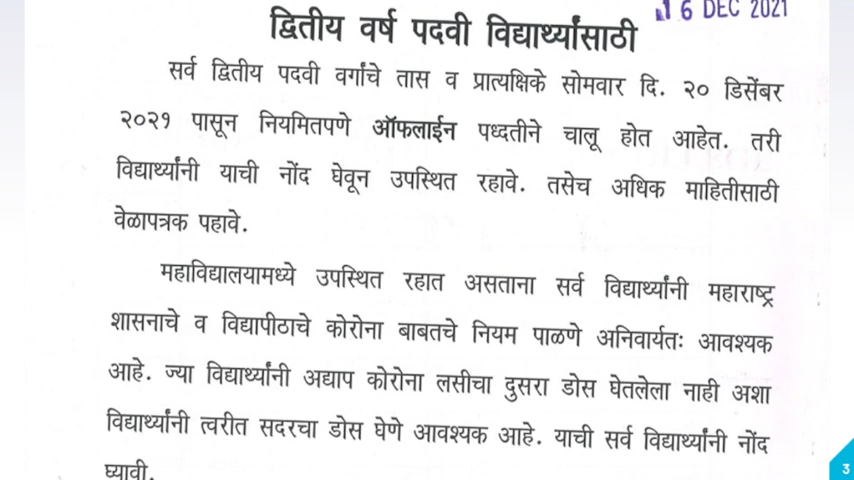 16 DEC 2021
द्वितीय वर्ष पदवी विद्यार्थ्यांसाठी
सर्व द्वितीय पदवी वर्गांचे तास व प्रात्यक्षिके सोमवार दि. २० डिसेंबर
२०२१ पासून नियमितपणे ऑफलाईन पध्दतीने चालू होत आहेत. तरी
विद्यार्थ्यांनी याची नोंद घेवून उपस्थित रहावे. तसेच अधिक माहितीसाठी
वेळापत्रक पहावे.
महाविद्यालयामध्ये उपस्थित रहात असताना सर्व विद्यार्थ्यांनी महाराष्ट्र
शासनाचे व विद्यापीठाचे कोरोना बाबतचे नियम पाळणे अनिवार्यतः आवश्यक
आहे. ज्या विद्यार्थ्यांनी अद्याप कोरोना लसीचा दुसरा डोस घेतलेला नाही अशा
विद्यार्थ्यांनी त्वरीत सदरचा डोस घेणे आवश्यक आहे. याची सर्व विद्यार्थ्यांनी नोंद
घ्यावी.
3